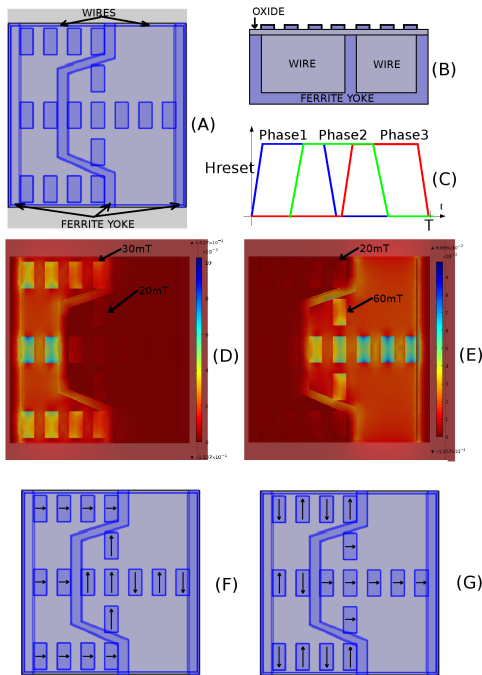 WIRES
(A)
FERRITE YOKE
OXIDE
WIRE WIRE
(B)
FERRITE YOKE
Phase1 Phase2 Phase3
Hreset
(C)
t
T
30mT
20mT
(D)
20mT
60mT
(E)
(F)
(G)